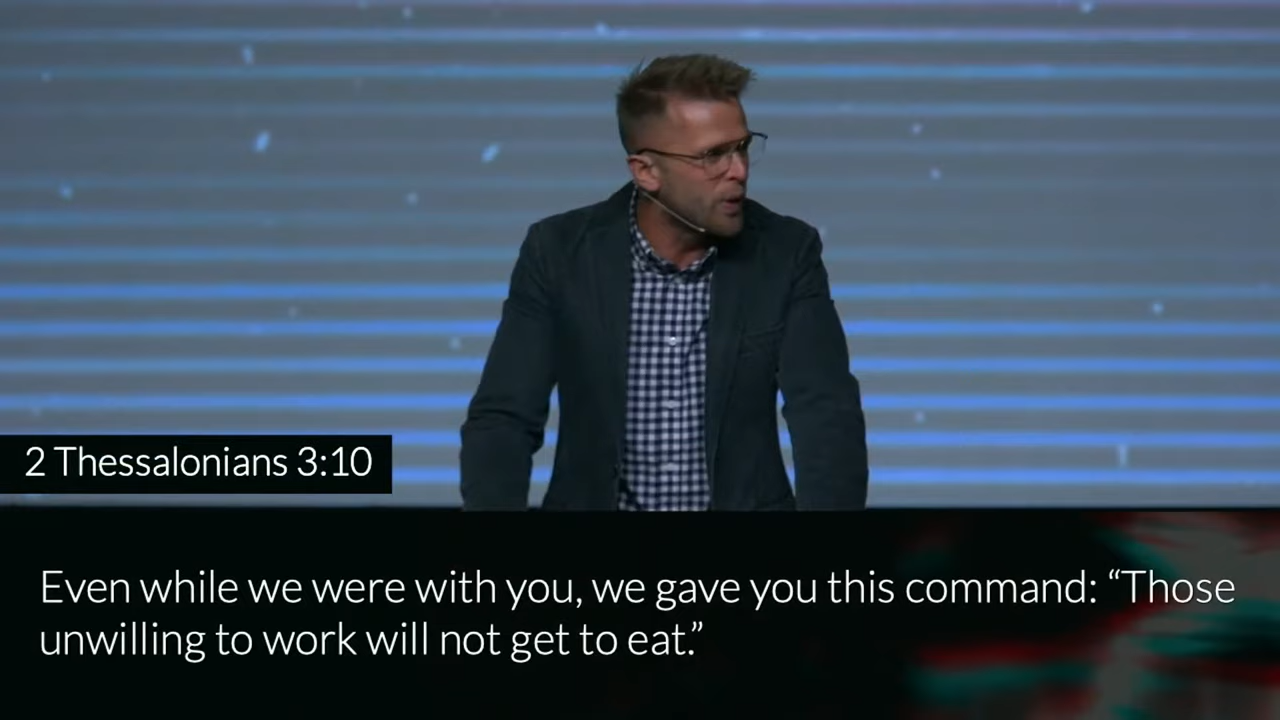 2 Thessalonians 3:10
Even while we were with you, we gave you this command: “Those
unwilling to work will not get to eat.”